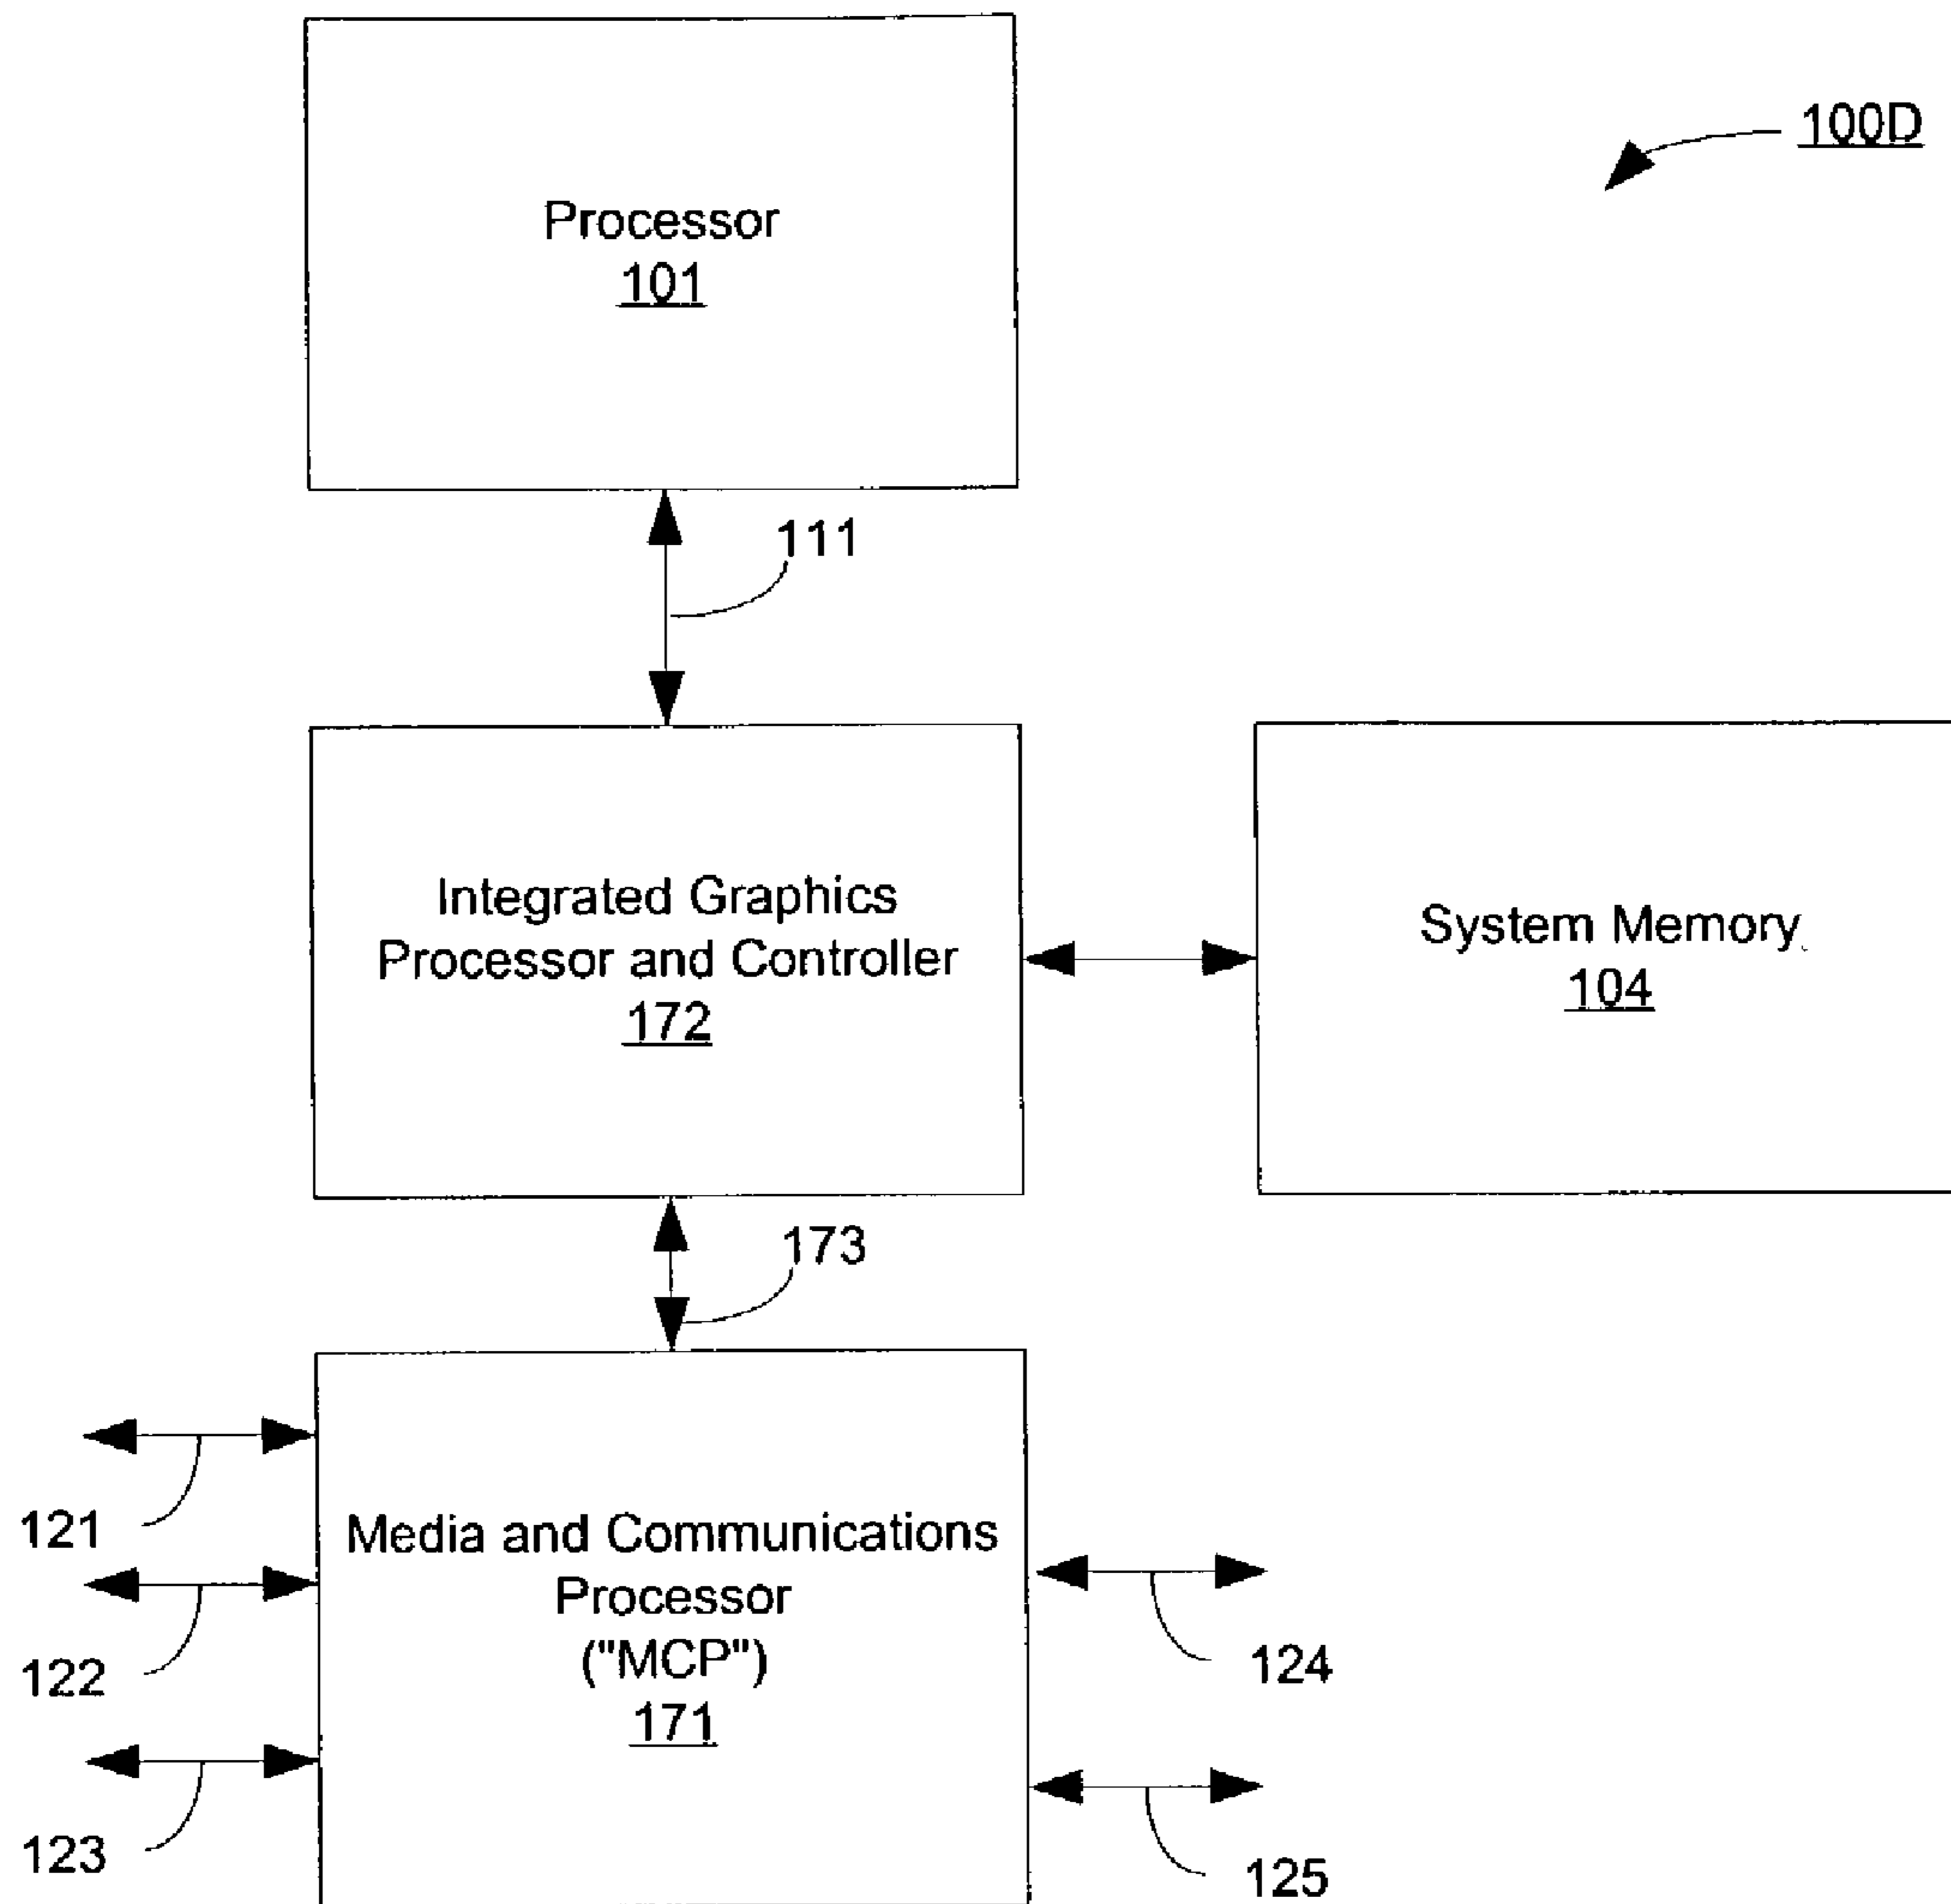 100D
Processor
101
111
Integrated Graphics
Processor and Controller
172
System Memory
104
173
121
122
123
Media and Communications
Processor
("MCP")
171
124
125